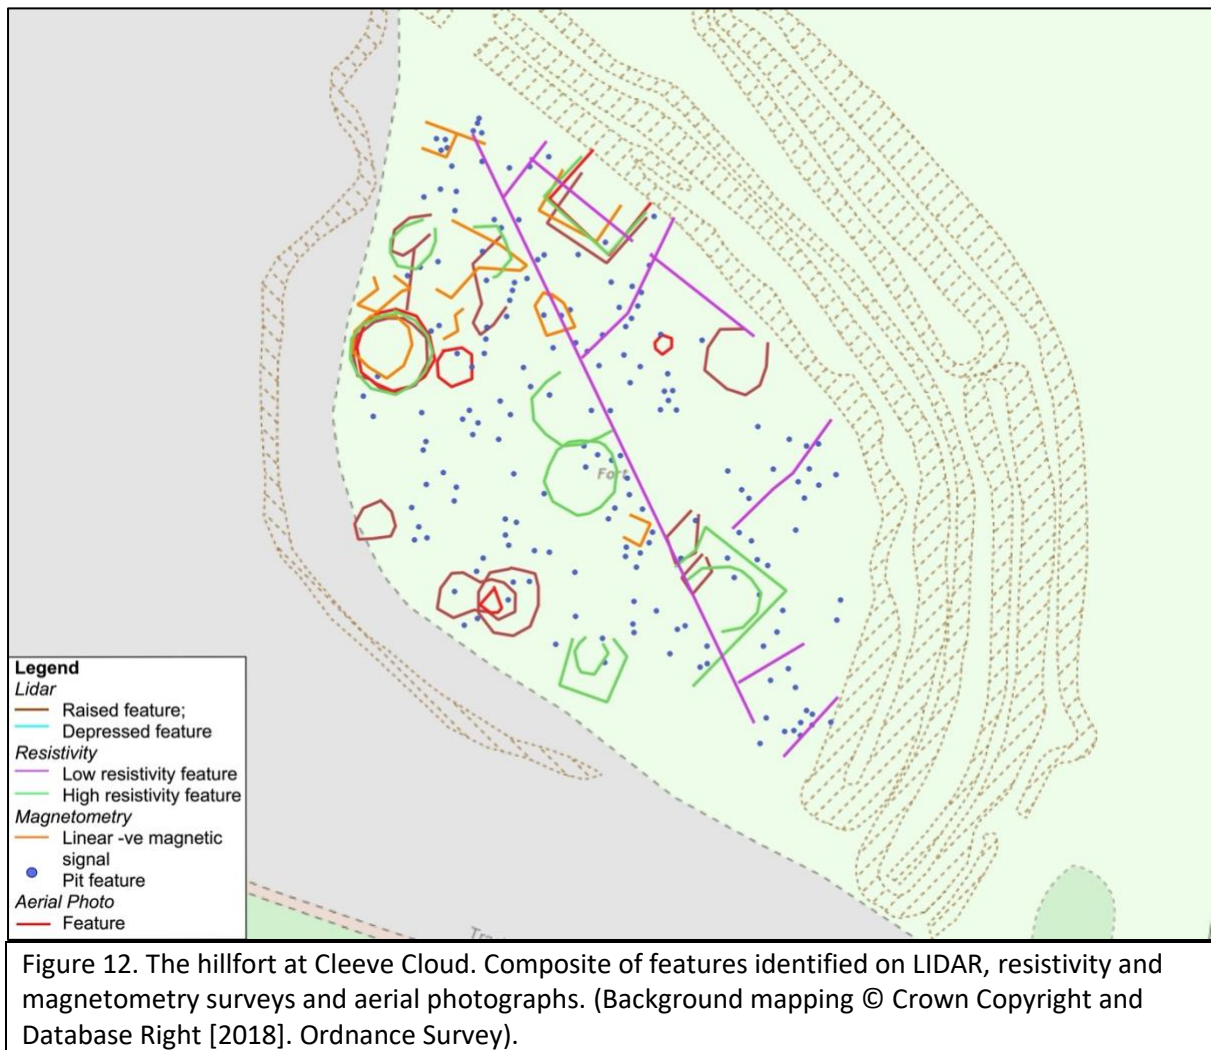 Fort
Legend
Lidar
Raised feature;
Depressed feature
Resistivity
Low resistivity feature
High resistivity feature
Magnetometry
Linear -ve magnetic
signal
Pit feature
Aerial Photo
Feature
Figure 12. The hillfort at Cleeve Cloud. Composite of features identified on LIDAR, resistivity and
magnetometry surveys and aerial photographs. (Background mapping © Crown Copyright and
Database Right [2018]. Ordnance Survey).